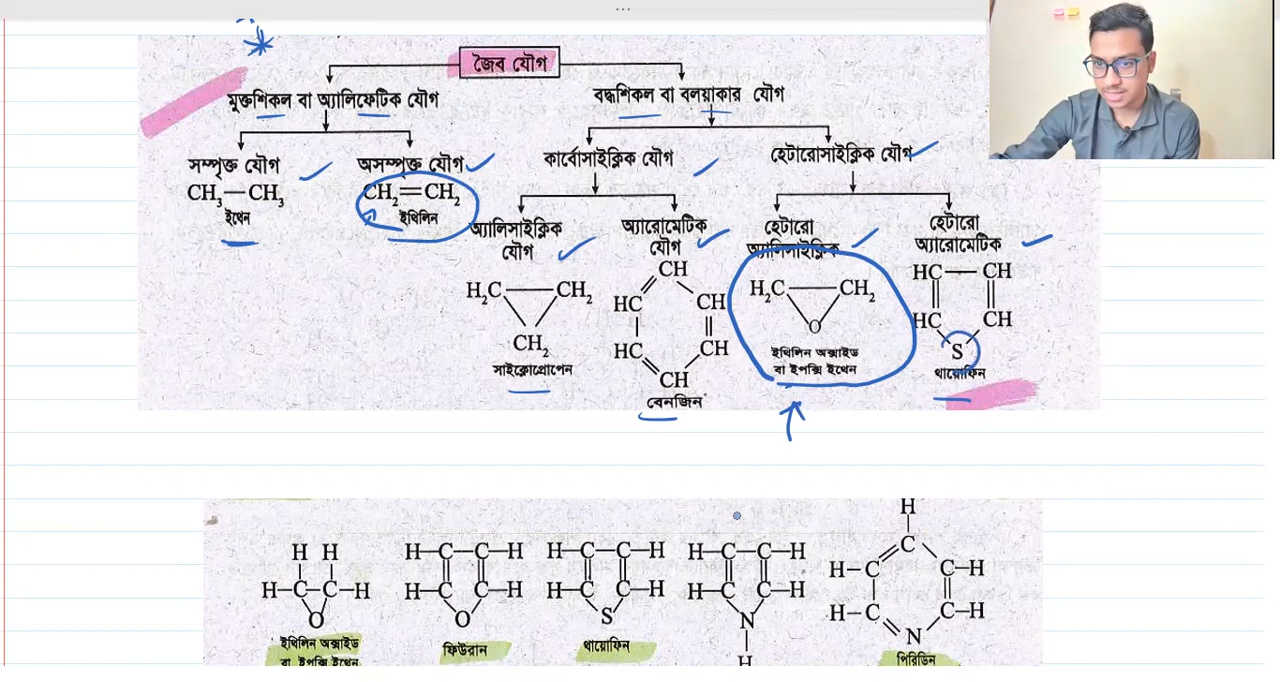 জৈব যৌগ
মুক্তশিকল বা অ্যালিফেটিক যৌগ
বদ্ধশিকল বা বলয়াকার যৌগ
সম্পৃক্ত যৌগ
অসম্পৃক্ত যৌগ
কার্বোসাইক্লিক যৌগ
হেটারোসাইক্লিক যৌগ
CH₃—CH₃
ইথেন
CH₂=CH₂
ইথিলিন
অ্যালিসাইক্লিক
যৌগ
অ্যারোমেটিক
যৌগ
হেটারো
অ্যালিসাইক্লিক
হেটারো
অ্যারোমেটিক
H₂C CH₂
CH₂
সাইক্লোপ্রোপেন
CH
HC CH
HC CH
CH
বেনজিন
H₂C CH₂
O
ইথিলিন অক্সাইড
বা ইপক্সি ইথেন
HC — CH
HC CH
S
থায়োফিন
H H
H—C—C—H
O
ইথিলিন অক্সাইড
বা ইপক্সি ইথেন
H—C—C—H
H—C C—H
O
ফিউরান
H—C—C—H
H—C C—H
S
থায়োফিন
H—C—C—H
H—C C—H
N
H
H
C
H—C C—H
H—C C—H
N
পিরিডিন